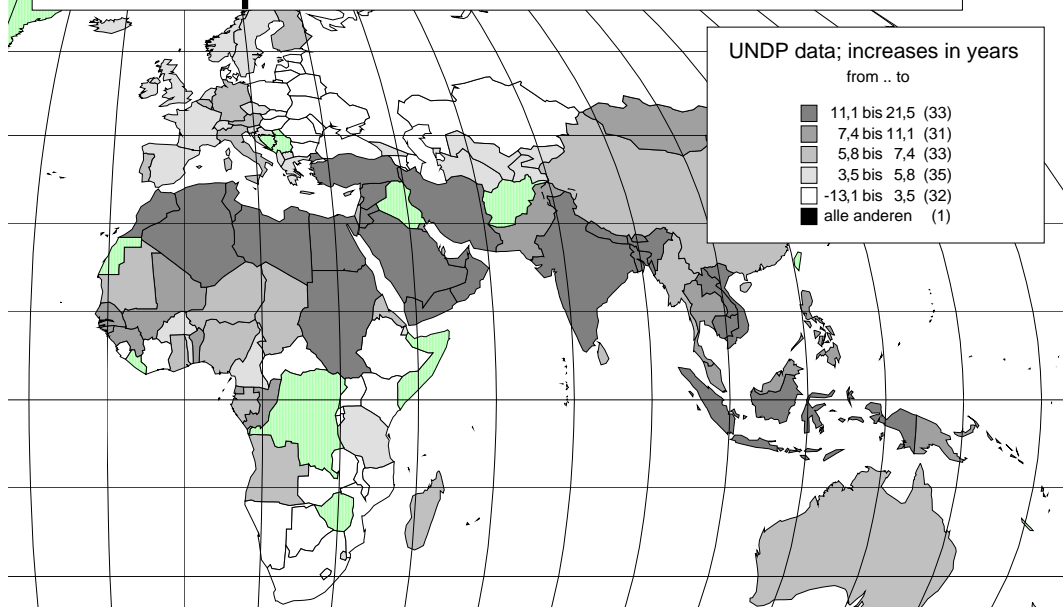 UNDP data; increases in years
from .. to
11,1 bis 21,5 (33)
7,4 bis 11,1 (31)
5,8 bis 7,4 (33)
3,5 bis 5,8 (35)
-13,1 bis 3,5 (32)
alle anderen (1)